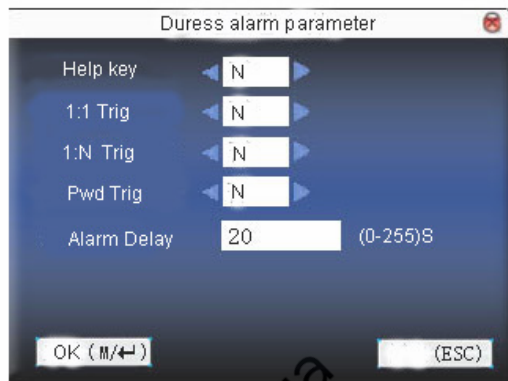 Duress alarm parameter
Help key N
1:1 Trig N
1:N Trig N
Pwd Trig N
Alarm Delay 20 (0-255)S
OK (M/↵) (ESC)